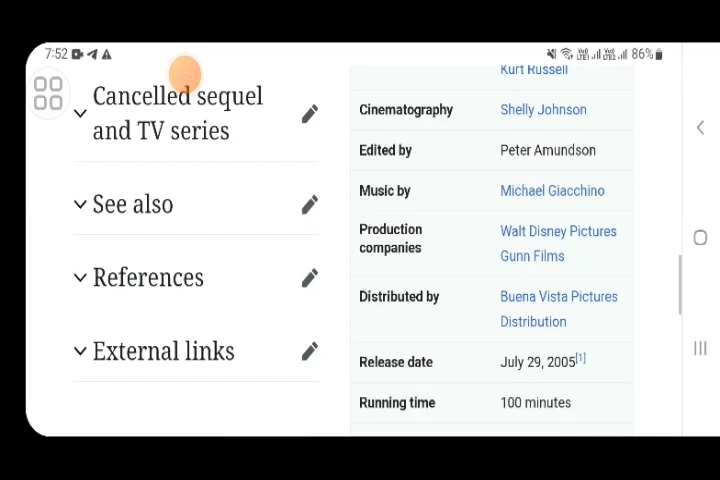 7:52
86%
Cancelled sequel
and TV series
See also
References
External links
Kurt Russell
Cinematography Shelly Johnson
Edited by Peter Amundson
Music by Michael Giacchino
Production
companies
Walt Disney Pictures
Gunn Films
Distributed by Buena Vista Pictures
Distribution
Release date July 29, 2005[1]
Running time 100 minutes